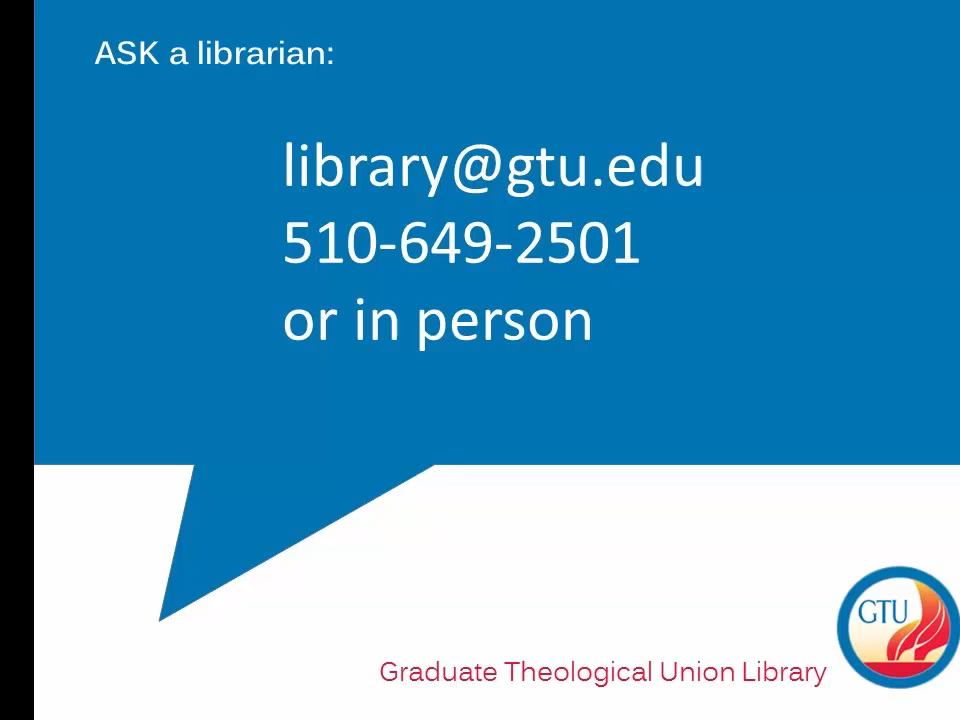 ASK a librarian:
library@gtu.edu
510-649-2501
or in person
GTU
Graduate Theological Union Library